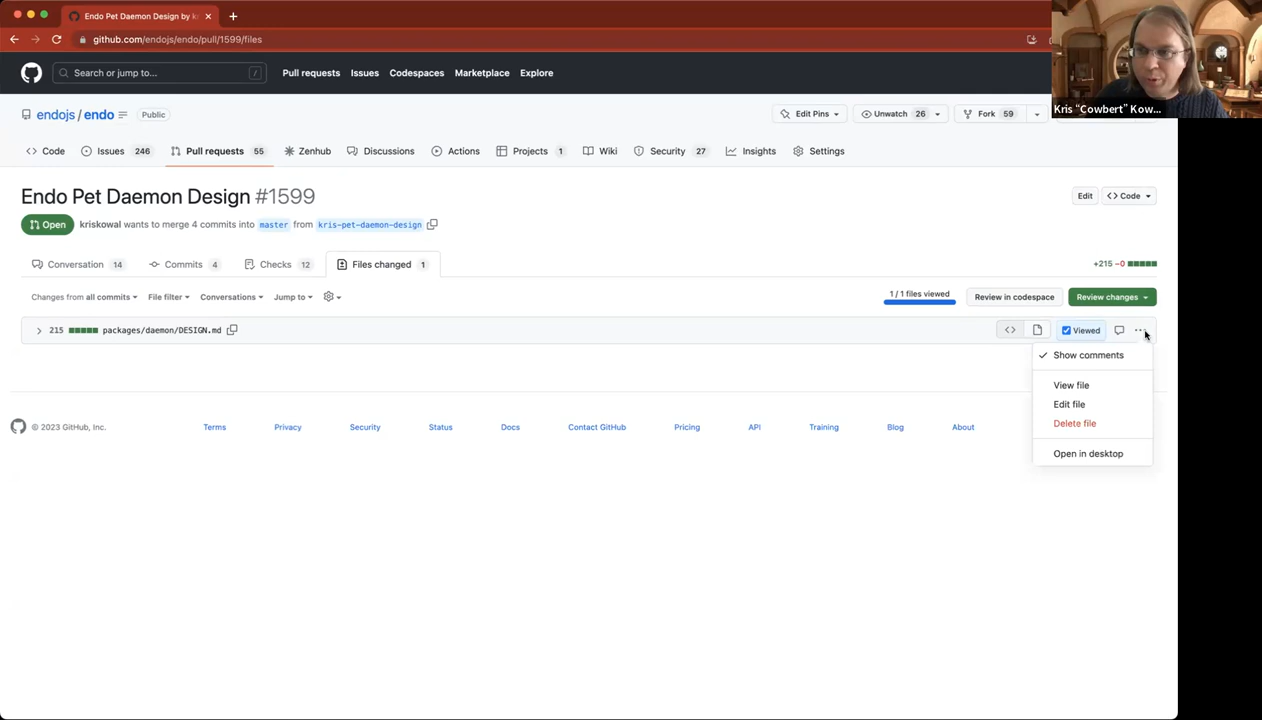 Endo Pet Daemon Design by k
github.com/endojs/endo/pull/1599/files
Kris "Cowbert" Kow...
Search or jump to...
/
Pull requests
Issues
Codespaces
Marketplace
Explore
endojs / endo
Public
Edit Pins
Unwatch 26
Fork 59
Code
Issues 246
Pull requests 55
Zenhub
Discussions
Actions
Projects 1
Wiki
Security 27
Insights
Settings
Endo Pet Daemon Design #1599
Edit
Code
Open
kriskowal wants to merge 4 commits into master from kris-pet-daemon-design
Conversation 14
Commits 4
Checks 12
Files changed 1
+215 −0
Changes from all commits
File filter
Conversations
Jump to
1 / 1 files viewed
Review in codespace
Review changes
215 packages/daemon/DESIGN.md
Viewed
Show comments
View file
Edit file
Delete file
Open in desktop
© 2023 GitHub, Inc.
Terms
Privacy
Security
Status
Docs
Contact GitHub
Pricing
API
Training
Blog
About